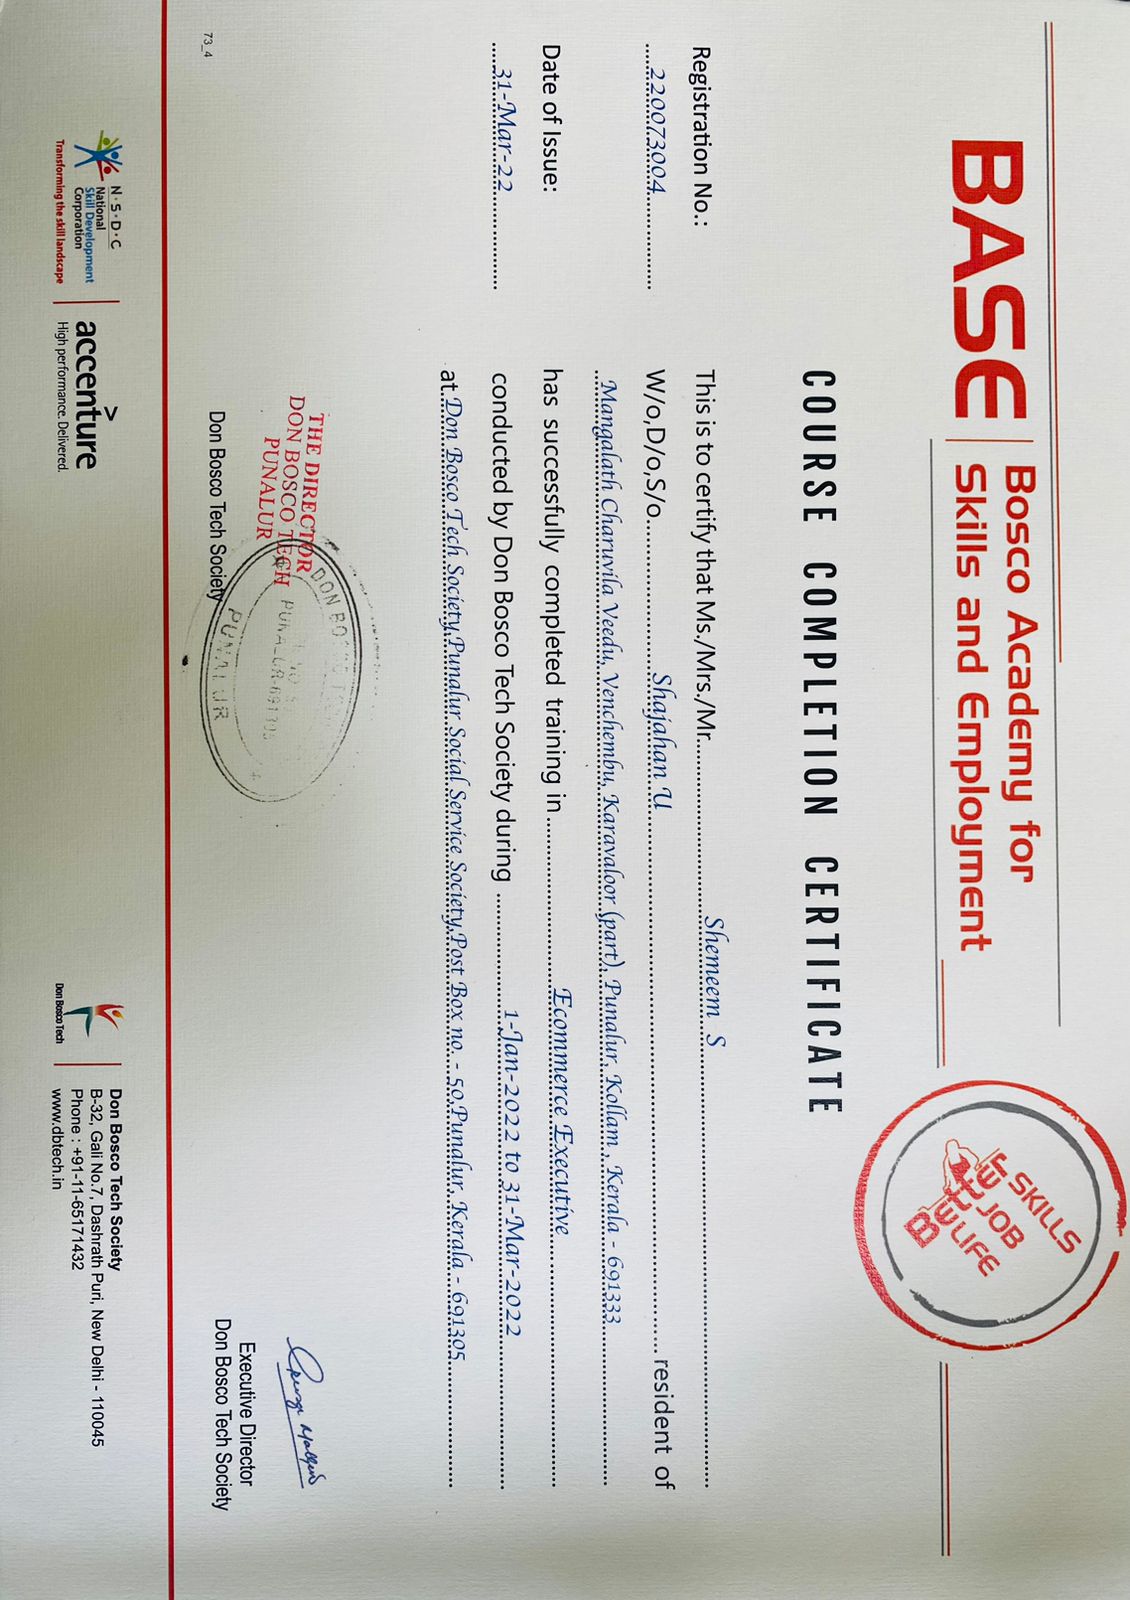 BASE
Bosco Academy for
Skills and Employment
SKILLS
JOB
LIFE
COURSE COMPLETION CERTIFICATE
Registration No.:
220073004
Date of Issue:
31-Mar-22
This is to certify that Ms./Mrs./Mr. Shemeem S
W/o,D/o,S/o Shajahan U resident of
Mangalath Charuvila Veedu, Venchembu, Karavaloor (part), Punalur, Kollam , Kerala - 691333
has successfully completed training in Ecommerce Executive
conducted by Don Bosco Tech Society during 1-Jan-2022 to 31-Mar-2022
at Don Bosco Tech Society,Punalur Social Service Society,Post Box no. - 50,Punalur, Kerala - 691305
THE DIRECTOR
DON BOSCO TECH
PUNALUR
Don Bosco Tech Society
DON BOSCO TECH
PUNALUR-691305
PUNALUR
Executive Director
Don Bosco Tech Society
73_4
N·S·D·C
National
Skill Development
Corporation
Transforming the skill landscape
accenture
High performance. Delivered.
Don Bosco Tech
Don Bosco Tech Society
B-32, Gali No.7, Dashrath Puri, New Delhi - 110045
Phone : +91-11-65171432
www.dbtech.in